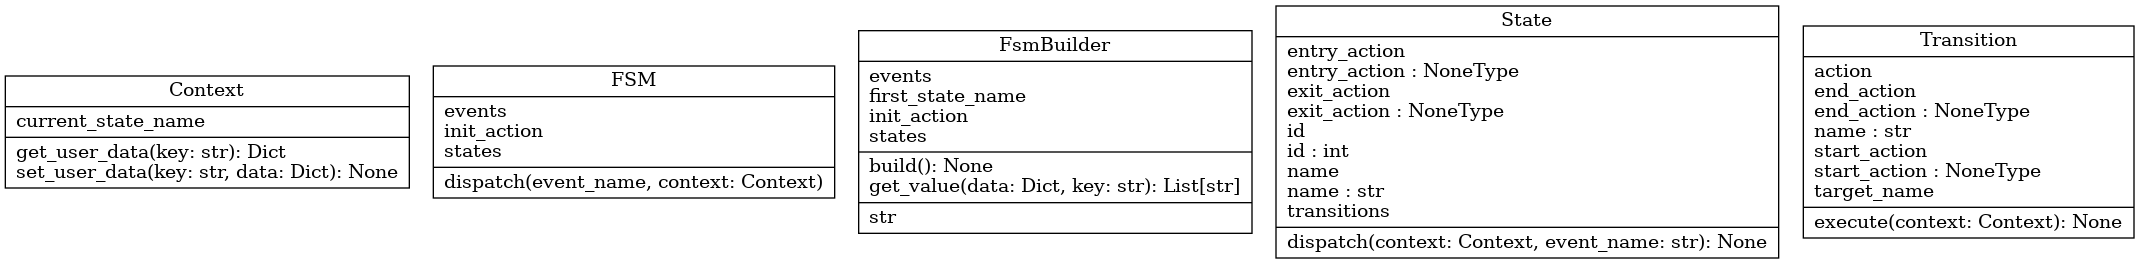 Context
current_state_name
get_user_data(key: str): Dict
set_user_data(key: str, data: Dict): None
FSM
events
init_action
states
dispatch(event_name, context: Context)
FsmBuilder
events
first_state_name
init_action
states
build(): None
get_value(data: Dict, key: str): List[str]
str
State
entry_action
entry_action : NoneType
exit_action
exit_action : NoneType
id
id : int
name
name : str
transitions
dispatch(context: Context, event_name: str): None
Transition
action
end_action
end_action : NoneType
name : str
start_action
start_action : NoneType
target_name
execute(context: Context): None